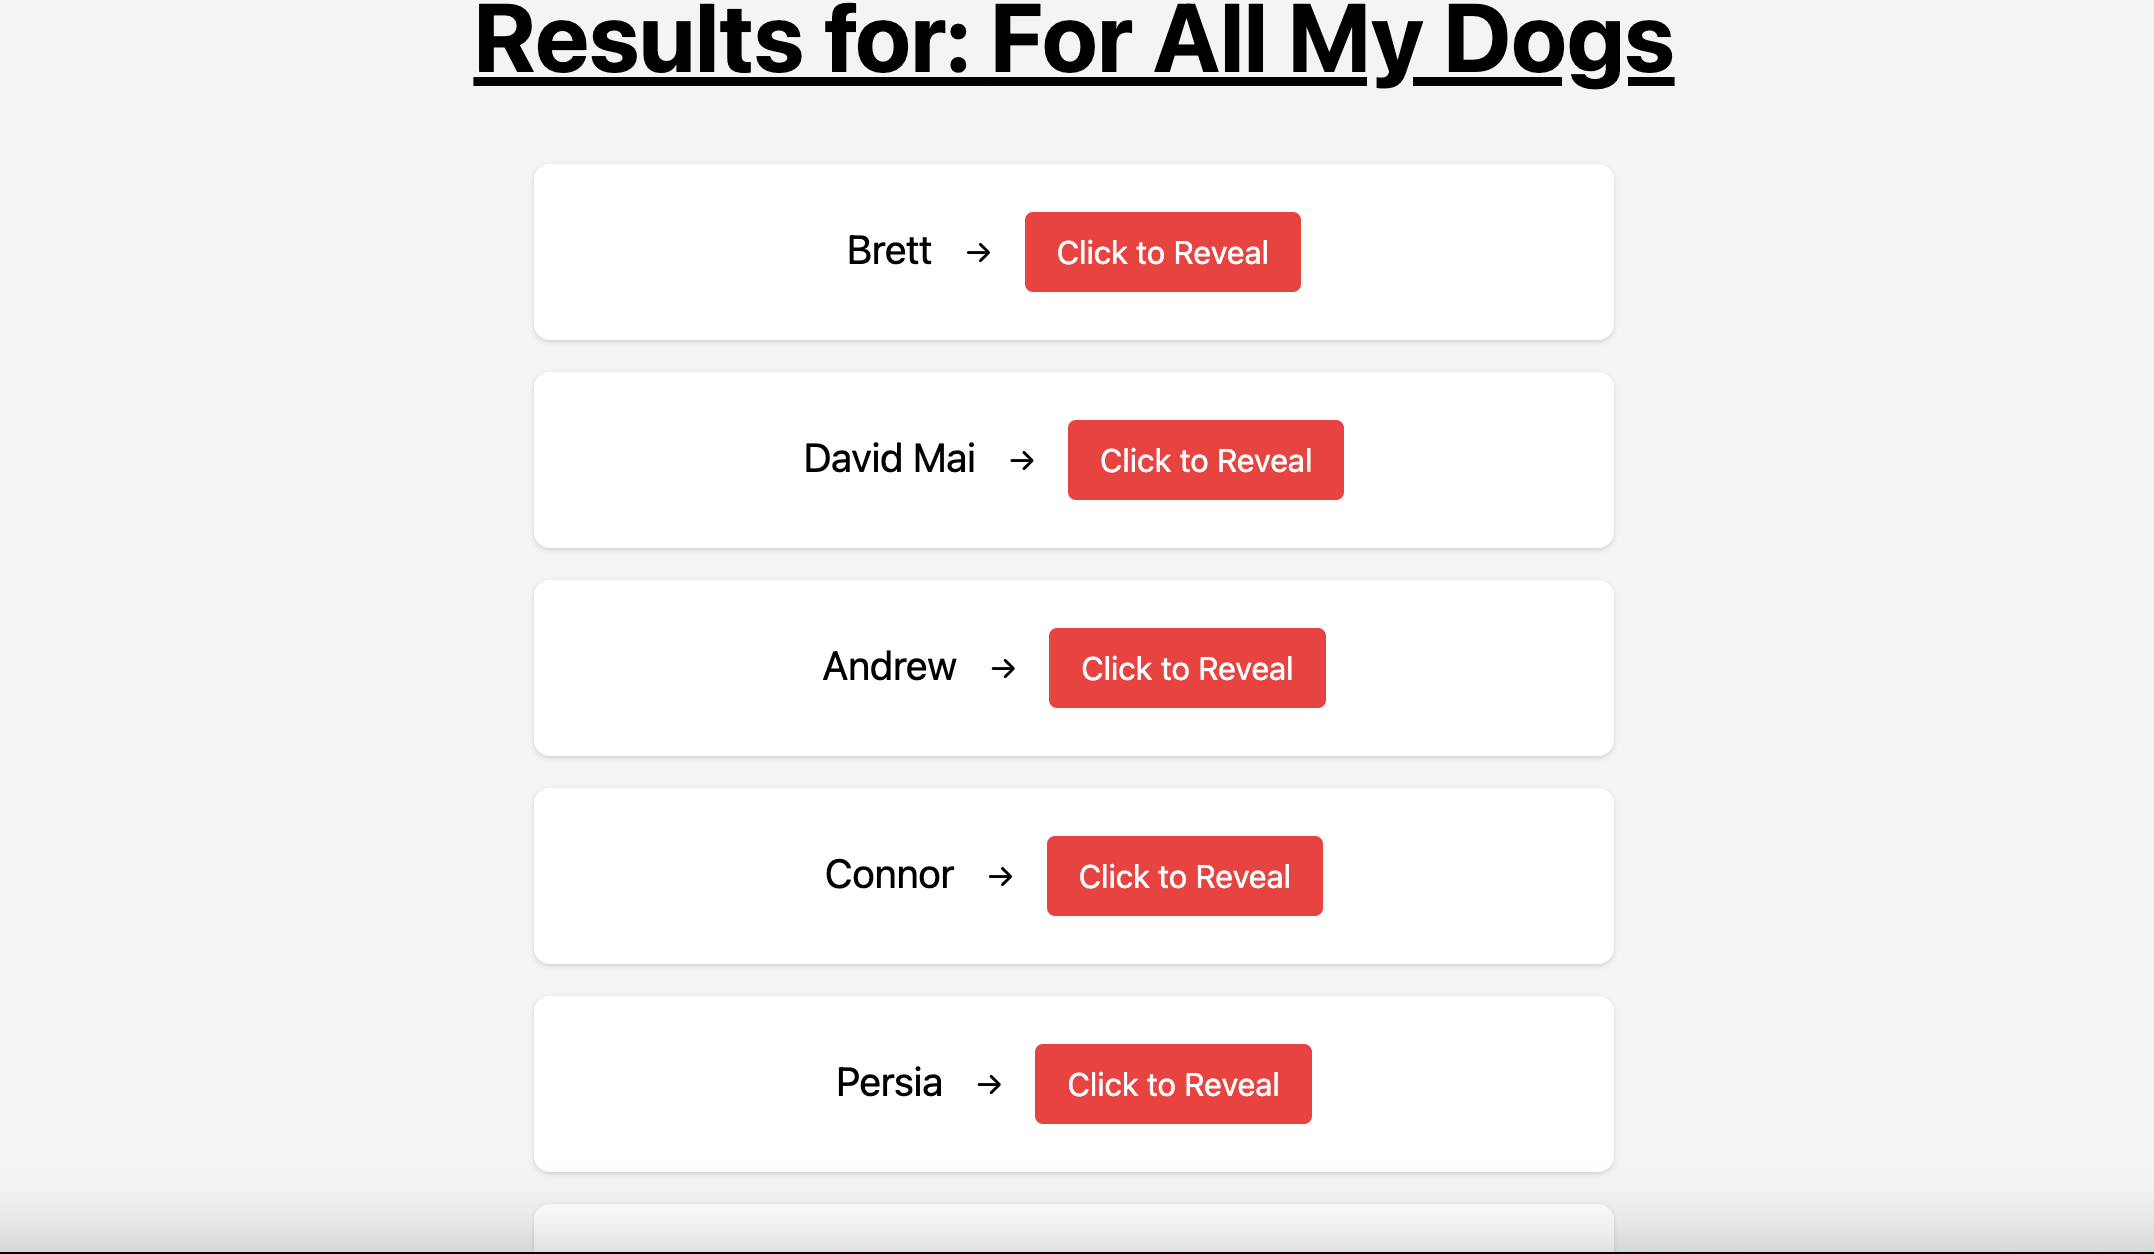 Results for: For All My Dogs
Brett → Click to Reveal
David Mai → Click to Reveal
Andrew → Click to Reveal
Connor → Click to Reveal
Persia → Click to Reveal